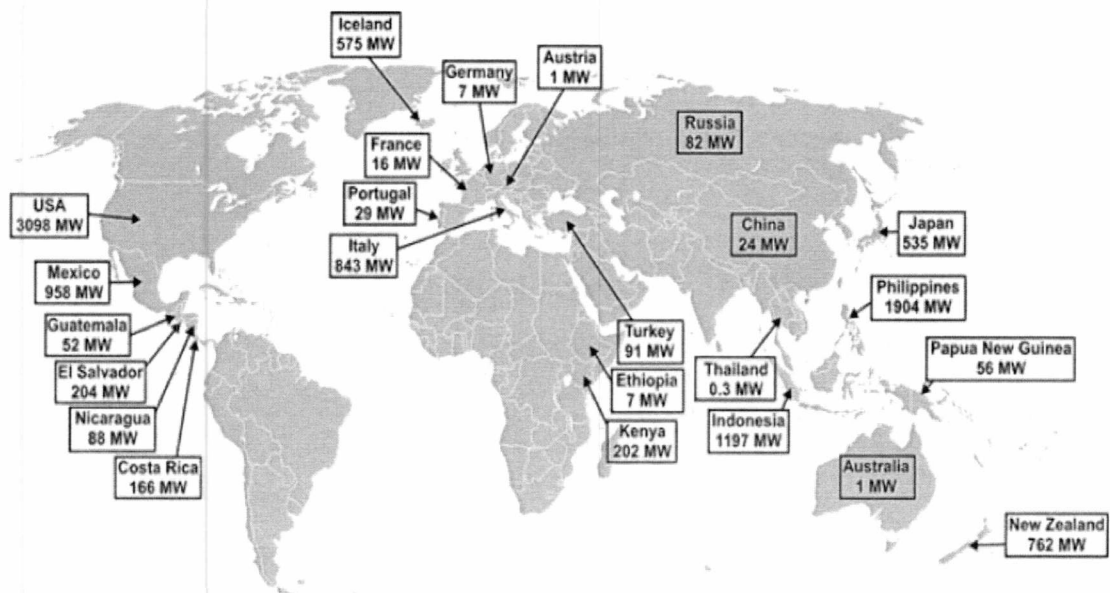 Iceland
575 MW
Austria
1 MW
Germany
7 MW
Russia
82 MW
France
16 MW
USA
3098 MW
Portugal
29 MW
China
24 MW
Japan
535 MW
Italy
843 MW
Mexico
958 MW
Philippines
1904 MW
Guatemala
52 MW
Turkey
91 MW
Papua New Guinea
56 MW
El Salvador
204 MW
Thailand
0.3 MW
Ethiopia
7 MW
Nicaragua
88 MW
Indonesia
1197 MW
Kenya
202 MW
Costa Rica
166 MW
Australia
1 MW
New Zealand
762 MW